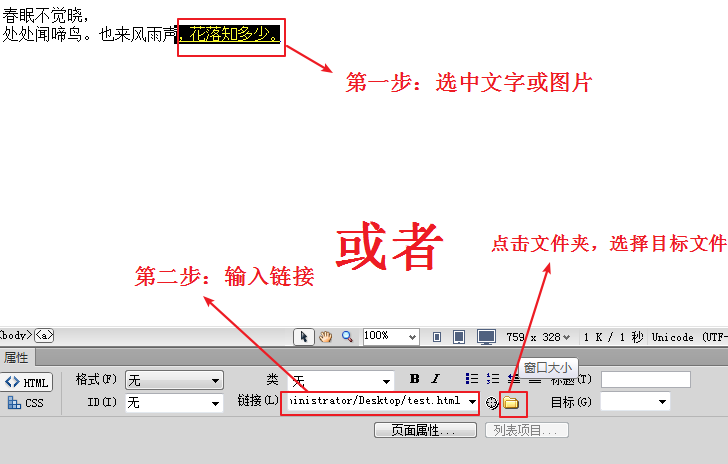 春眠不觉晓,
处处闻啼鸟。也来风雨声,花落知多少。
第一步：选中文字或图片
或者
点击文件夹，选择目标文件
第二步：输入链接
<body> <a> 100% 759 x 328 1 K / 1 秒 Unicode (UTF-
属性
窗口大小
<> HTML 格式(F) 无 类 无 B I 标题(T)
CSS ID(I) 无 链接(L) inistrator/Desktop/test.html 目标(G)
页面属性... 列表项目...